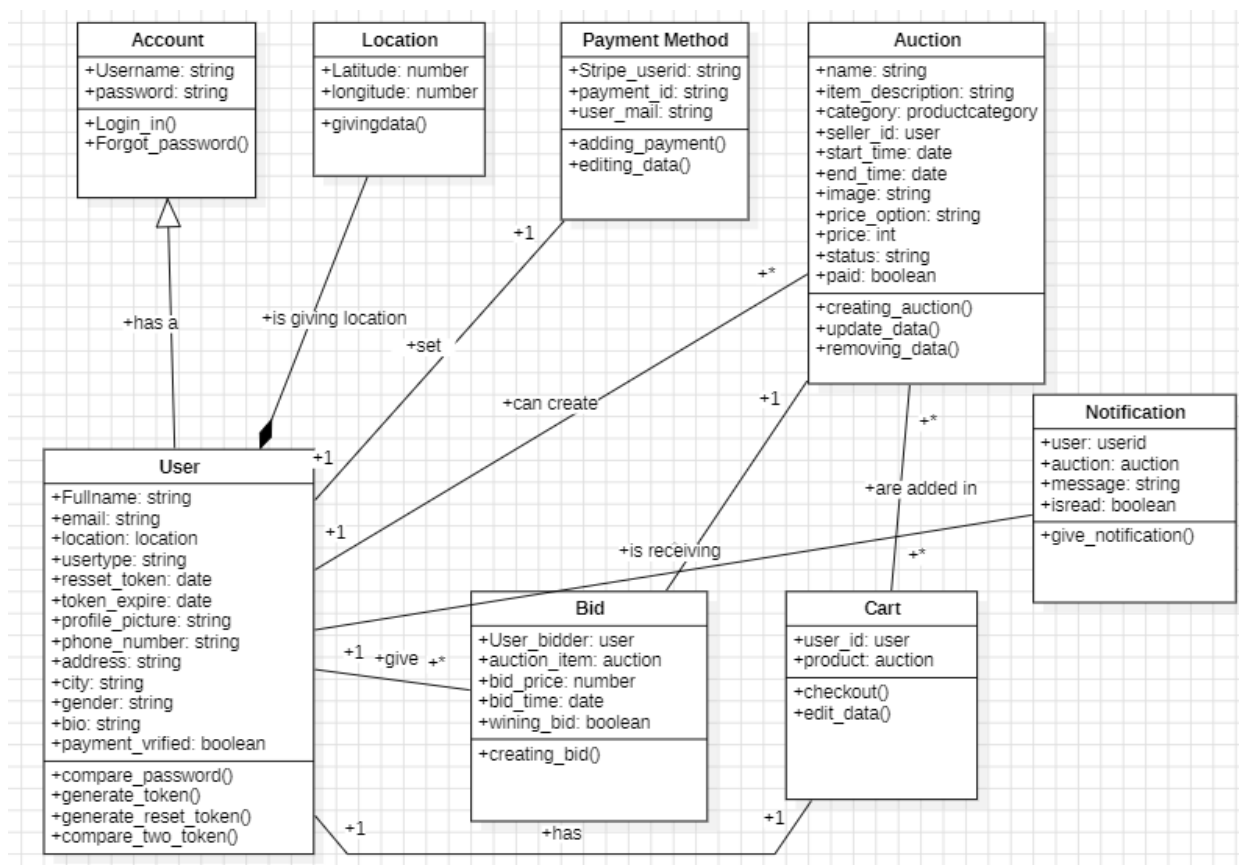 Account
+Username: string
+password: string
+Login_in()
+Forgot_password()
Location
+Latitude: number
+longitude: number
+givingdata()
Payment Method
+Stripe_userid: string
+payment_id: string
+user_mail: string
+adding_payment()
+editing_data()
Auction
+name: string
+item_description: string
+category: productcategory
+seller_id: user
+start_time: date
+end_time: date
+image: string
+price_option: string
+price: int
+status: string
+paid: boolean
+creating_auction()
+update_data()
+removing_data()
+1
+*
+has a
+is giving location
+set
+can create
+1
+*
Notification
+user: userid
+auction: auction
+message: string
+isread: boolean
+give_notification()
+1
+1
+are added in
+is receiving
+*
User
+Fullname: string
+email: string
+location: location
+usertype: string
+resset_token: date
+token_expire: date
+profile_picture: string
+phone_number: string
+address: string
+city: string
+gender: string
+bio: string
+payment_vrified: boolean
+compare_password()
+generate_token()
+generate_reset_token()
+compare_two_token()
+1 +give +*
Bid
+User_bidder: user
+auction_item: auction
+bid_price: number
+bid_time: date
+wining_bid: boolean
+creating_bid()
Cart
+user_id: user
+product: auction
+checkout()
+edit_data()
+1
+has
+1